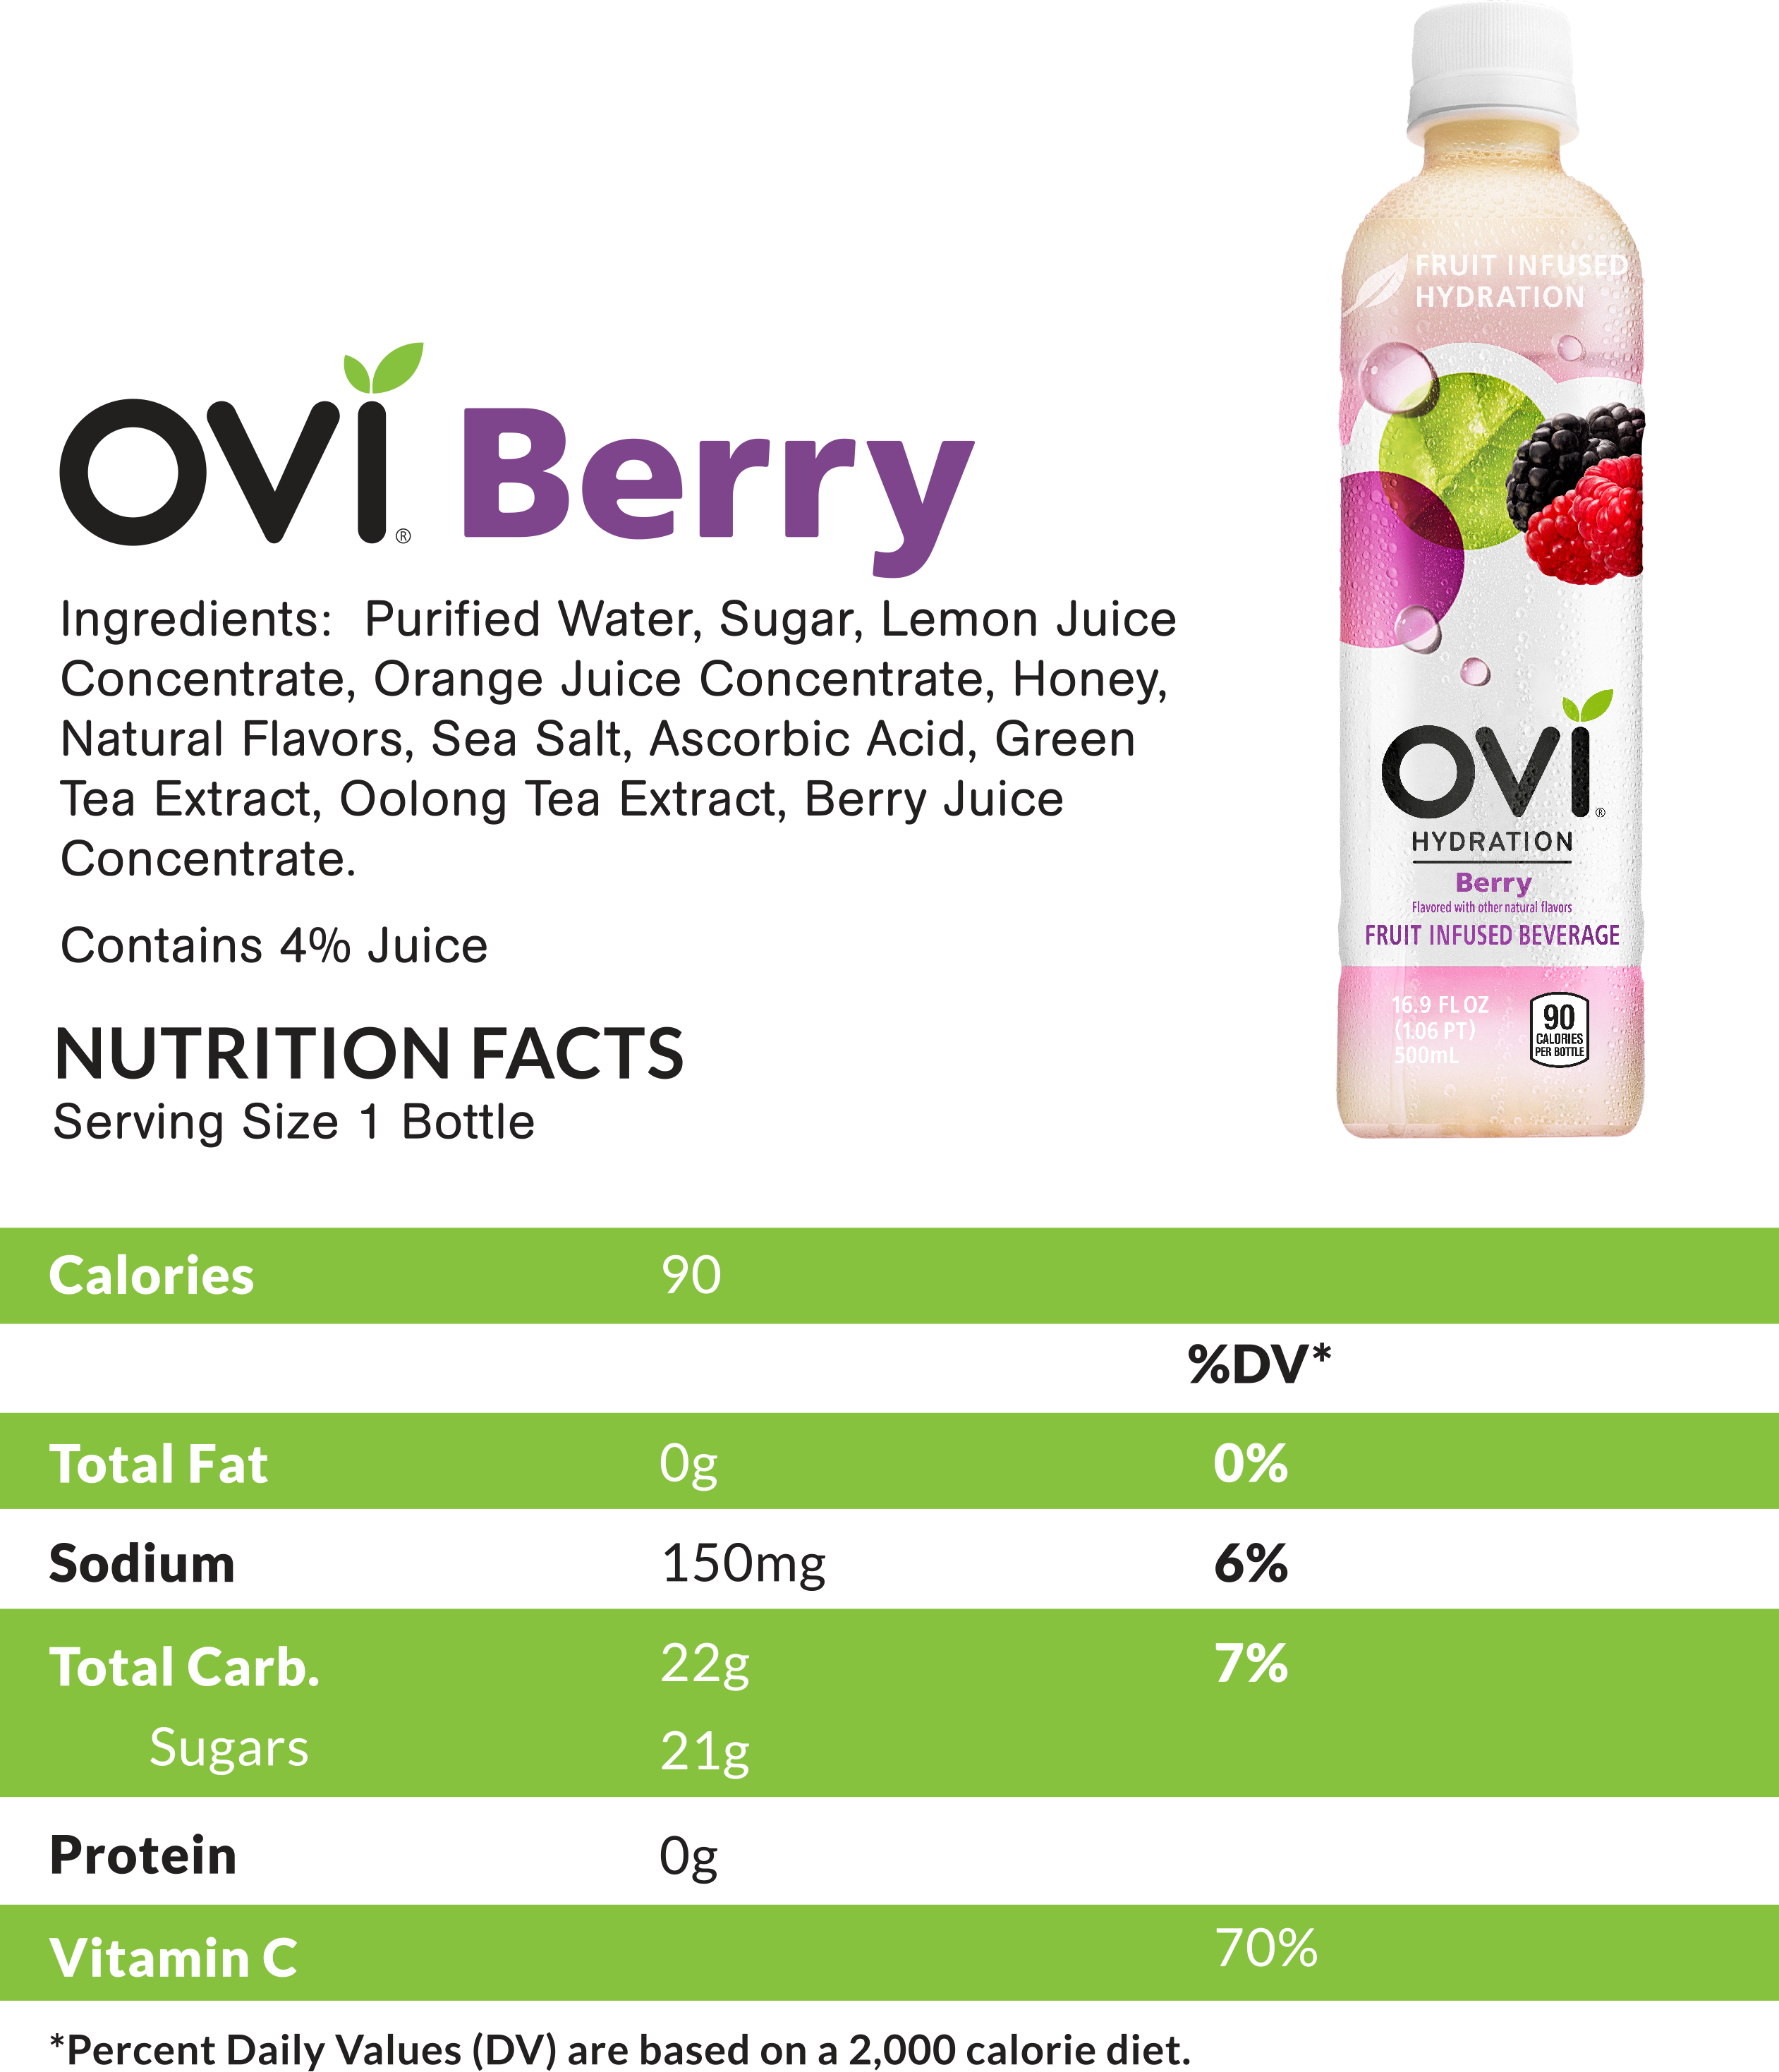 OVI® Berry
Ingredients:  Purified Water, Sugar, Lemon Juice
Concentrate, Orange Juice Concentrate, Honey,
Natural Flavors, Sea Salt, Ascorbic Acid, Green
Tea Extract, Oolong Tea Extract, Berry Juice
Concentrate.
Contains 4% Juice
NUTRITION FACTS
Serving Size 1 Bottle
FRUIT INFUSED
HYDRATION
OVI®
HYDRATION
Berry
Flavored with other natural flavors
FRUIT INFUSED BEVERAGE
16.9 FL OZ
(1.06 PT)
500mL
90
CALORIES
PER BOTTLE
Calories 90
%DV*
Total Fat 0g 0%
Sodium 150mg 6%
Total Carb. 22g 7%
Sugars 21g
Protein 0g
Vitamin C 70%
*Percent Daily Values (DV) are based on a 2,000 calorie diet.